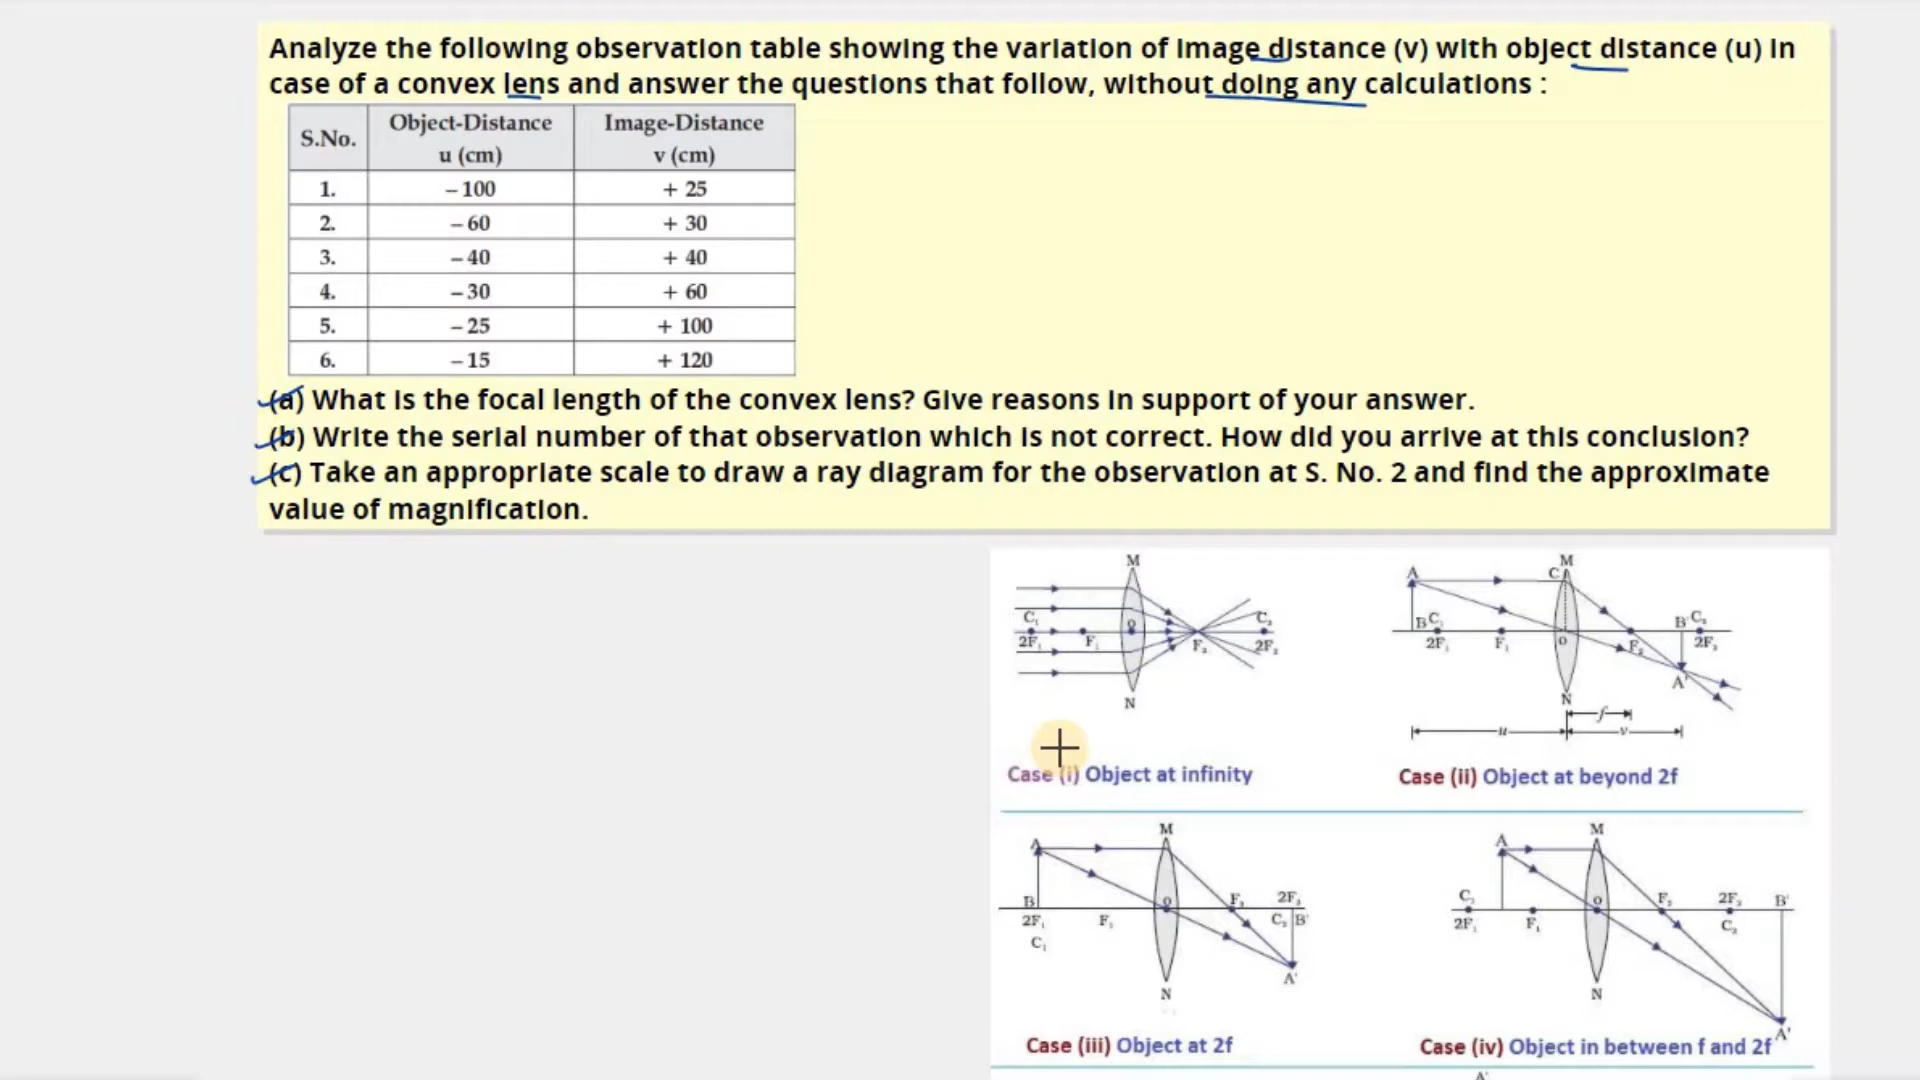 Analyze the following observation table showing the variation of image distance (v) with object distance (u) in
case of a convex lens and answer the questions that follow, without doing any calculations :
S.No. Object-Distance u (cm) Image-Distance v (cm)
1. – 100 + 25
2. – 60 + 30
3. – 40 + 40
4. – 30 + 60
5. – 25 + 100
6. – 15 + 120
(a) What is the focal length of the convex lens? Give reasons in support of your answer.
(b) Write the serial number of that observation which is not correct. How did you arrive at this conclusion?
(c) Take an appropriate scale to draw a ray diagram for the observation at S. No. 2 and find the approximate
value of magnification.
M
C₁ O C₂
2F₁ F₁ F₂ 2F₂
N
Case (i) Object at infinity
M
A C
B C₁ B' C₂
2F₁ F₁ O F₂ 2F₂
A'
N
f
u v
Case (ii) Object at beyond 2f
M
A
B O F₂ 2F₂
2F₁ F₁ C₂ B'
C₁
A'
N
Case (iii) Object at 2f
M
A
C₁ O F₂ 2F₂ B'
2F₁ F₁ C₂
N
A'
Case (iv) Object in between f and 2f
A'